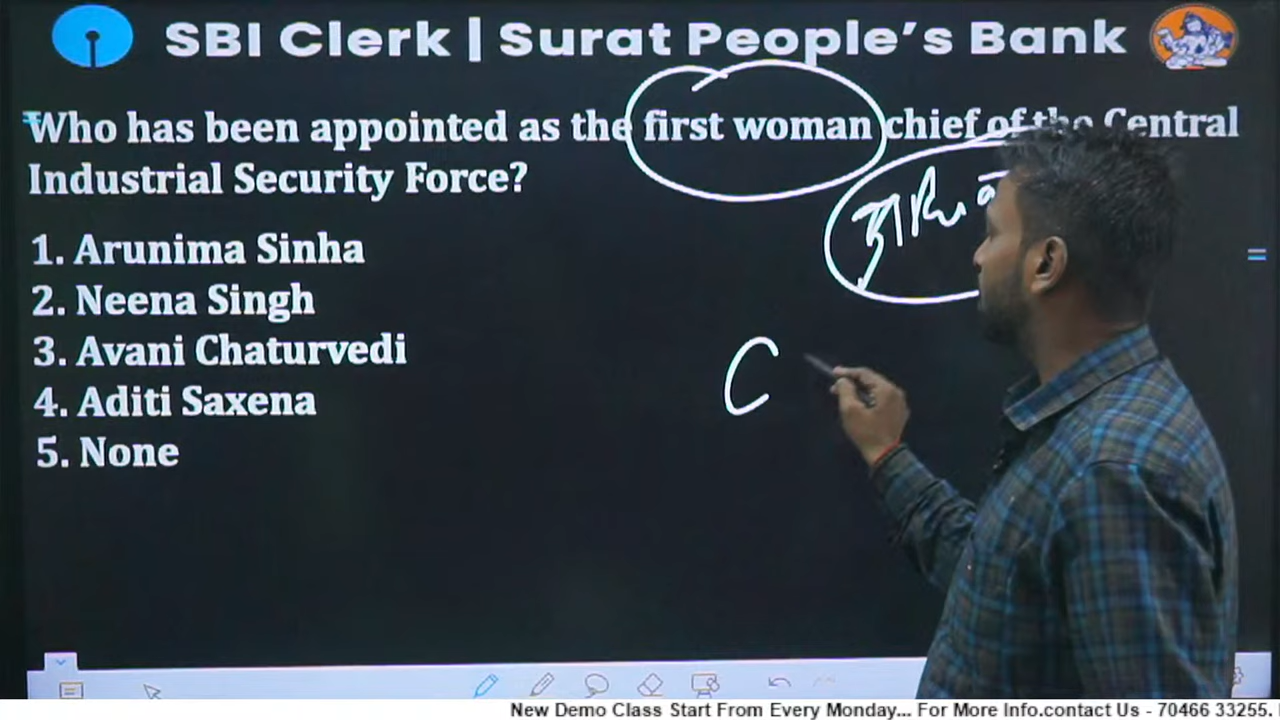 SBI Clerk | Surat People's Bank
Who has been appointed as the first woman chief of the Central
Industrial Security Force?
1. Arunima Sinha
2. Neena Singh
3. Avani Chaturvedi
4. Aditi Saxena
5. None
C
New Demo Class Start From Every Monday... For More Info.contact Us - 70466 33255.